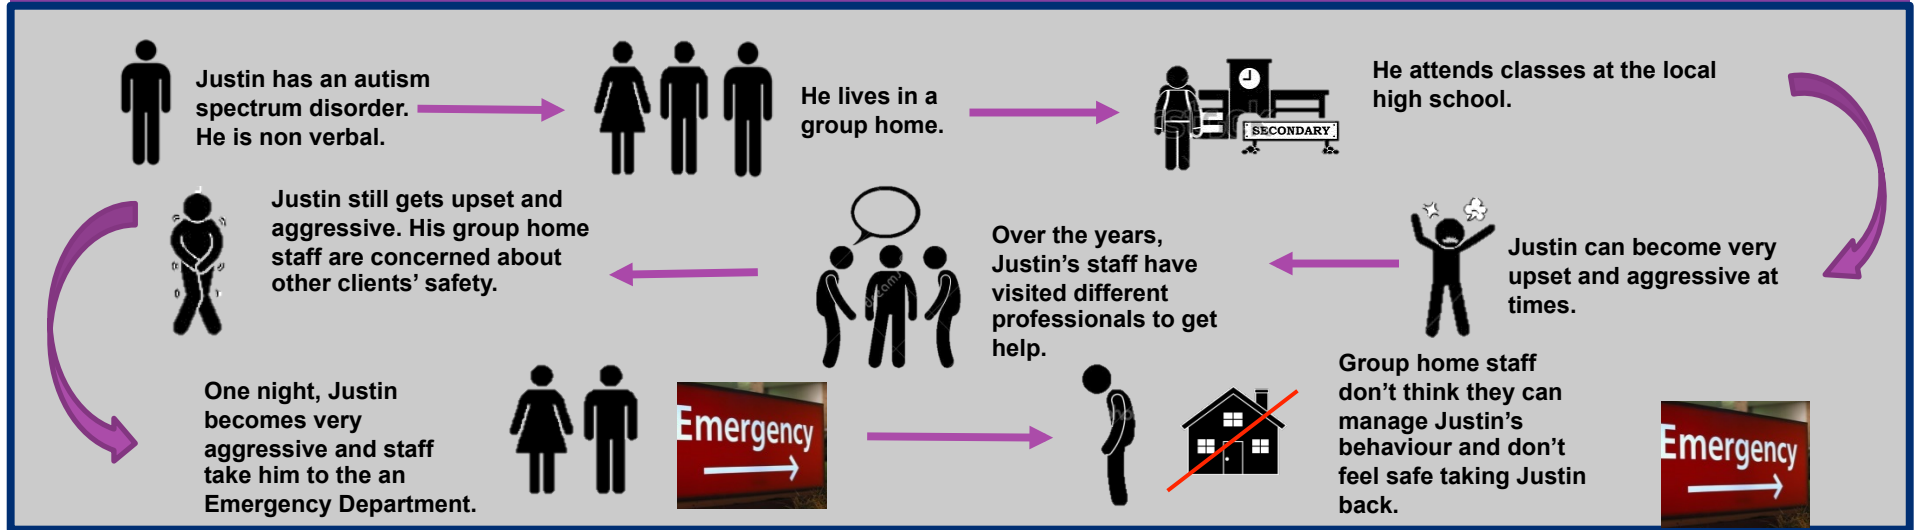 Justin has an autism
spectrum disorder.
He is non verbal.
He lives in a
group home.
SECONDARY
He attends classes at the local
high school.
Justin can become very
upset and aggressive at
times.
Over the years,
Justin’s staff have
visited different
professionals to get
help.
Justin still gets upset and
aggressive. His group home
staff are concerned about
other clients’ safety.
One night, Justin
becomes very
aggressive and staff
take him to the an
Emergency Department.
Emergency
Group home staff
don’t think they can
manage Justin’s
behaviour and don’t
feel safe taking Justin
back.
Emergency